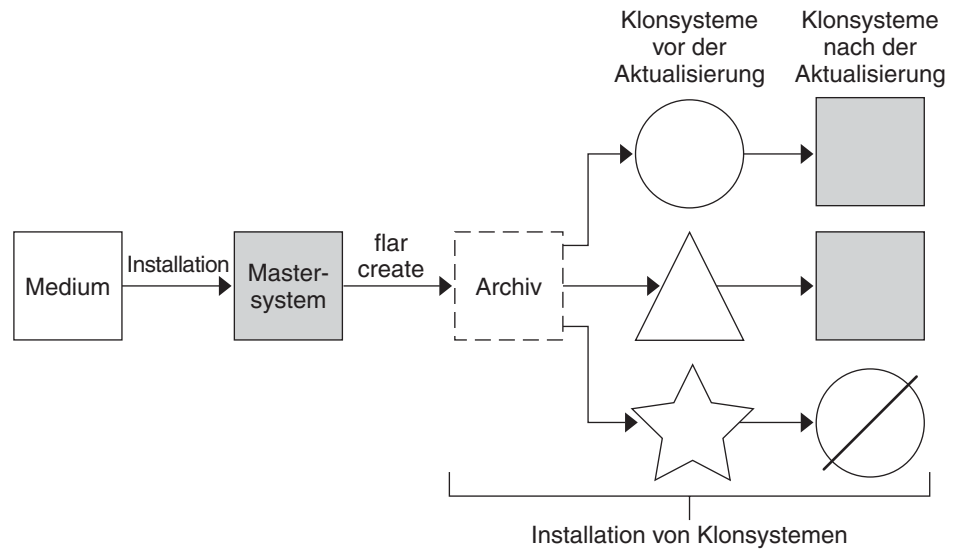 Klonsysteme
vor der
Aktualisierung
Klonsysteme
nach der
Aktualisierung
Medium
Installation
Master-
system
flar
create
Archiv
Installation von Klonsystemen